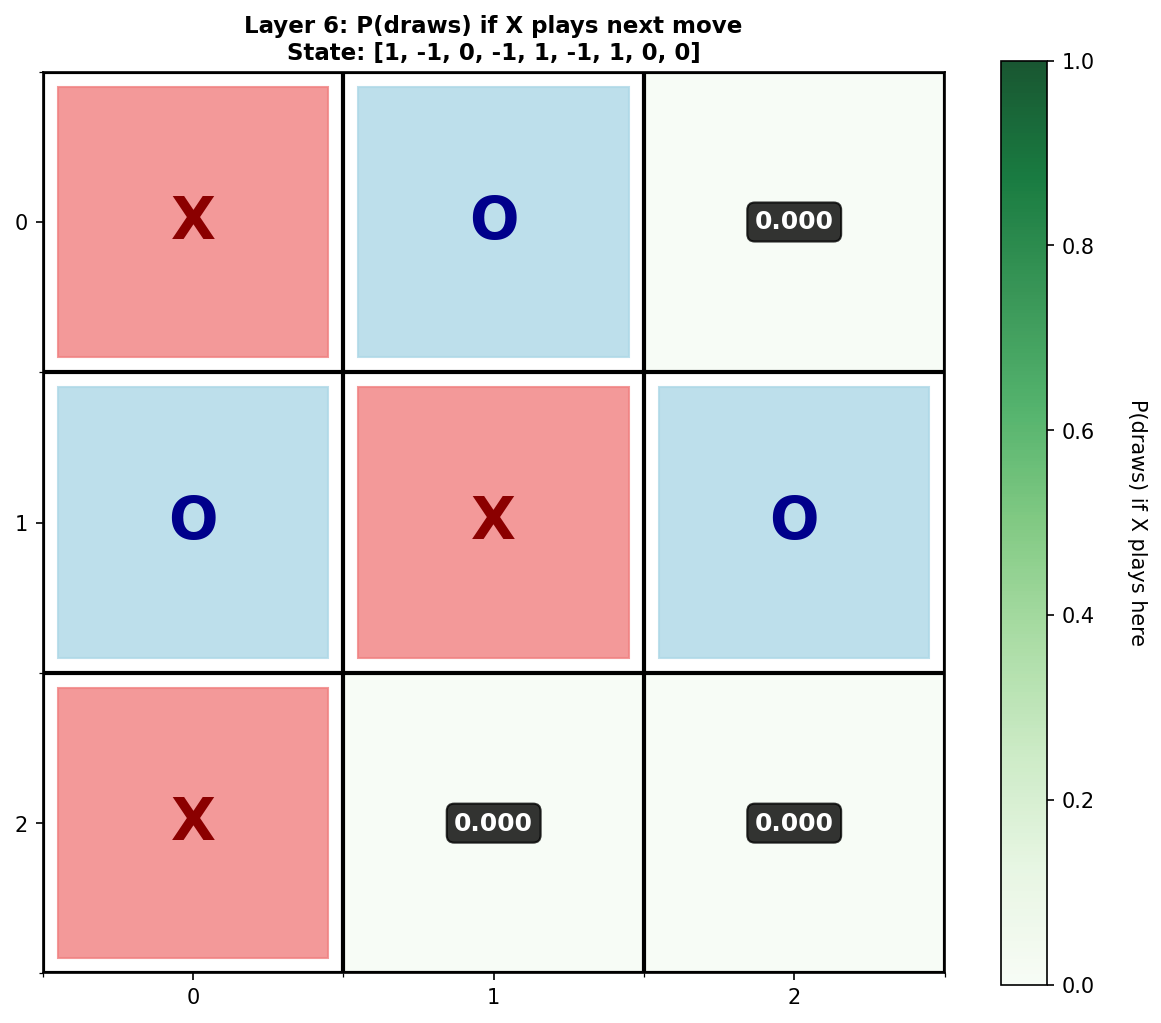 Layer 6: P(draws) if X plays next move
State: [1, -1, 0, -1, 1, -1, 1, 0, 0]
0
X
O
0.000
1
O
X
O
2
X
0.000
0.000
0
1
2
1.0
0.8
0.6
0.4
0.2
0.0
P(draws) if X plays here